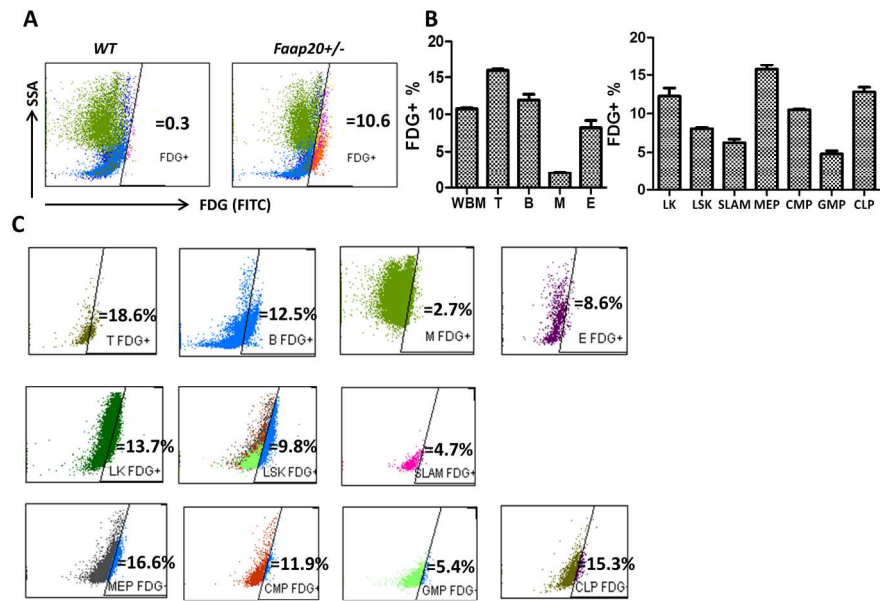 A
WT
Faap20+/-
SSA
=0.3
FDG+
=10.6
FDG+
FDG (FITC)
B
FDG+ %
20
15
10
5
0
WBM T B M E
FDG+ %
20
15
10
5
0
LK LSK SLAM MEP CMP GMP CLP
C
=18.6%
T FDG+
=12.5%
B FDG+
=2.7%
M FDG+
=8.6%
E FDG+
=13.7%
LK FDG+
=9.8%
LSK FDG+
=4.7%
SLAM FDG+
=16.6%
MEP FDG
=11.9%
CMP FDG+
=5.4%
GMP FDG
=15.3%
CLP FDG